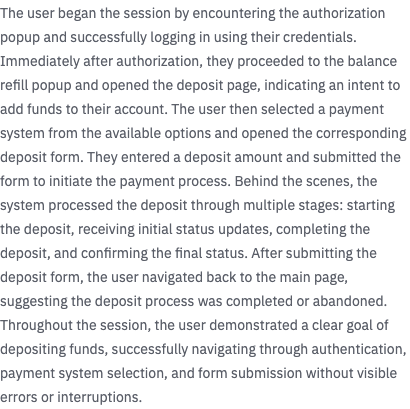 The user began the session by encountering the authorization
popup and successfully logging in using their credentials.
Immediately after authorization, they proceeded to the balance
refill popup and opened the deposit page, indicating an intent to
add funds to their account. The user then selected a payment
system from the available options and opened the corresponding
deposit form. They entered a deposit amount and submitted the
form to initiate the payment process. Behind the scenes, the
system processed the deposit through multiple stages: starting
the deposit, receiving initial status updates, completing the
deposit, and confirming the final status. After submitting the
deposit form, the user navigated back to the main page,
suggesting the deposit process was completed or abandoned.
Throughout the session, the user demonstrated a clear goal of
depositing funds, successfully navigating through authentication,
payment system selection, and form submission without visible
errors or interruptions.